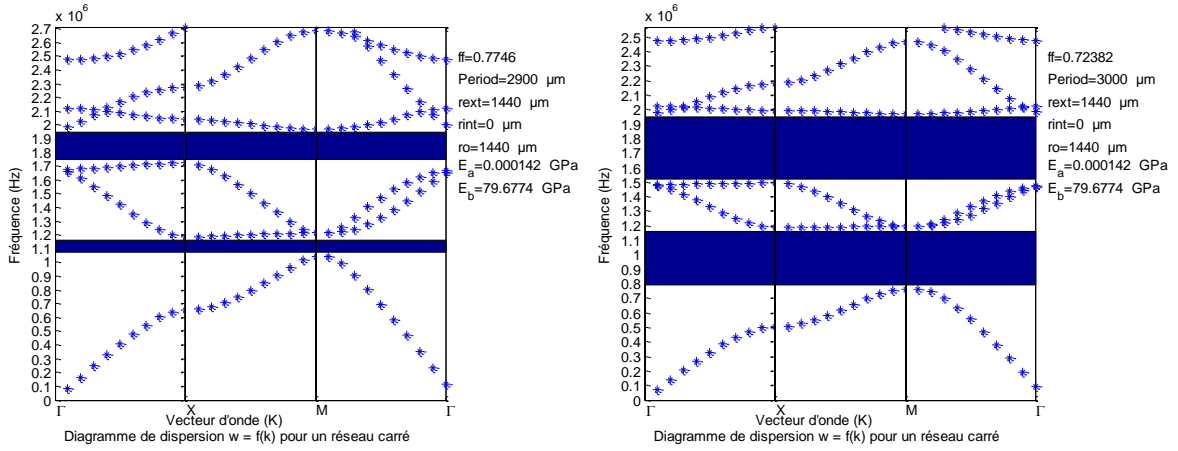 x 10^6
2.7
2.6
2.5
2.4
2.3
2.2
2.1
2
1.9
1.8
1.7
1.6
1.5
1.4
1.3
1.2
1.1
1
0.9
0.8
0.7
0.6
0.5
0.4
0.3
0.2
0.1
0
Fréquence (Hz)
Γ X M Γ
Vecteur d'onde (K)
Diagramme de dispersion w = f(k) pour un réseau carré
ff=0.7746
Period=2900 µm
rext=1440 µm
rint=0 µm
ro=1440 µm
E_a=0.000142 GPa
E_b=79.6774 GPa
x 10^6
2.5
2.4
2.3
2.2
2.1
2
1.9
1.8
1.7
1.6
1.5
1.4
1.3
1.2
1.1
1
0.9
0.8
0.7
0.6
0.5
0.4
0.3
0.2
0.1
0
Fréquence (Hz)
Γ X M Γ
Vecteur d'onde (K)
Diagramme de dispersion w = f(k) pour un réseau carré
ff=0.72382
Period=3000 µm
rext=1440 µm
rint=0 µm
ro=1440 µm
E_a=0.000142 GPa
E_b=79.6774 GPa